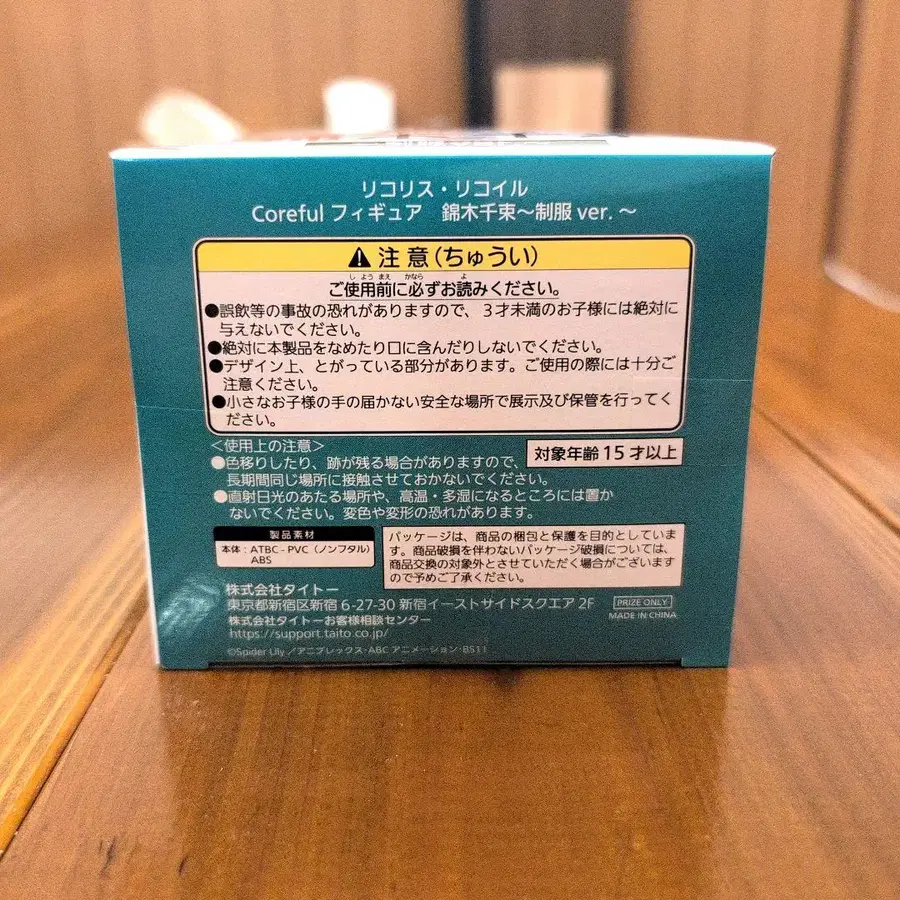 リコリス・リコイル
Coreful フィギュア　錦木千束～制服 ver. ～
⚠ 注 意（ちゅうい）
し よう まえ かなら よ
ご使用前に必ずお読みください。
●誤飲等の事故の恐れがありますので、３才未満のお子様には絶対に
与えないでください。
●絶対に本製品をなめたり口に含んだりしないでください。
●デザイン上、とがっている部分があります。ご使用の際には十分ご
注意ください。
●小さなお子様の手の届かない安全な場所で展示及び保管を行ってく
ださい。
＜使用上の注意＞
対象年齢 15 才以上
●色移りしたり、跡が残る場合がありますので、
長期間同じ場所に接触させておかないでください。
●直射日光のあたる場所や、高温・多湿になるところには置か
ないでください。変色や変形の恐れがあります。
製品素材
本体：ATBC - PVC（ノンフタル）
ABS
パッケージは、商品の梱包と保護を目的としていま
す。商品破損を伴わないパッケージ破損については、
商品交換の対象外とさせていただく場合がございます
ので予めご了承ください。
株式会社タイトー
東京都新宿区新宿 6-27-30 新宿イーストサイドスクエア 2F
株式会社タイトーお客様相談センター
https://support.taito.co.jp/
PRIZE ONLY
MADE IN CHINA
©Spider Lily／アニプレックス・ABC アニメーション・BS11